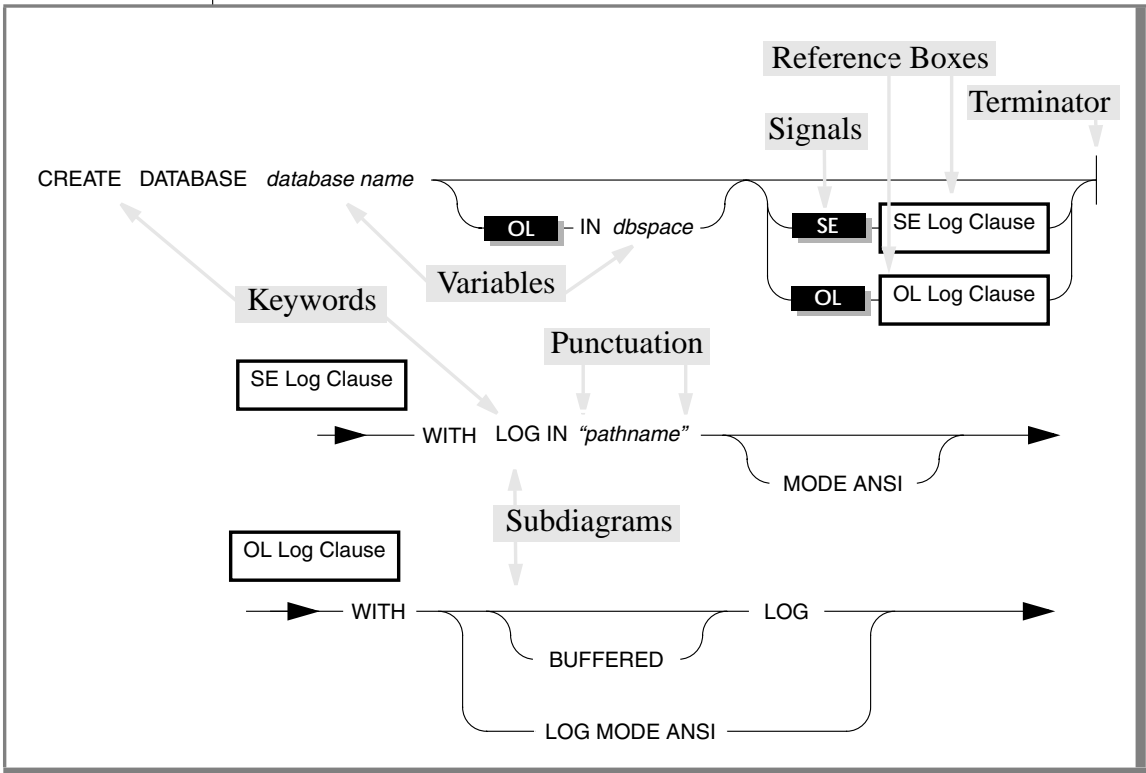 Reference Boxes
Terminator
Signals
CREATE DATABASE database name
OL IN dbspace
SE SE Log Clause
OL OL Log Clause
Variables
Keywords
Punctuation
SE Log Clause
WITH LOG IN “pathname”
MODE ANSI
Subdiagrams
OL Log Clause
WITH LOG
BUFFERED
LOG MODE ANSI